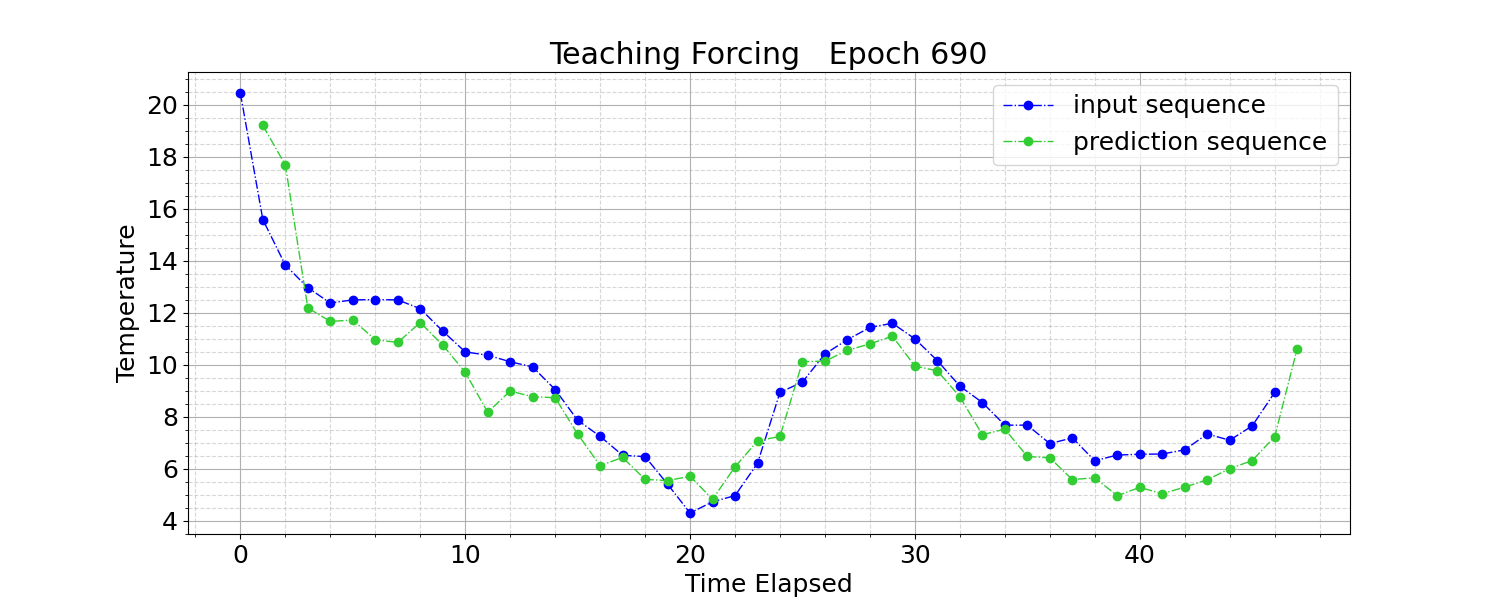 Teaching Forcing   Epoch 690
input sequence
prediction sequence
Temperature
20
18
16
14
12
10
8
6
4
0
10
20
30
40
Time Elapsed